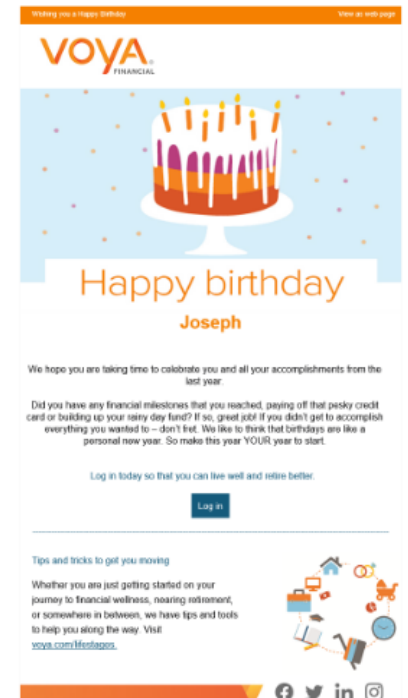 Wishing you a Happy Birthday
View as web page
VOYA
FINANCIAL
Happy birthday
Joseph
We hope you are taking time to celebrate you and all your accomplishments from the
last year.
Did you have any financial milestones that you reached, paying off that pesky credit
card or building up your rainy day fund? If so, great job! If you didn't get to accomplish
everything you wanted to – don't fret. We like to think that birthdays are like a
personal new year. So make this year YOUR year to start.
Log in today so that you can live well and retire better.
Log in
Tips and tricks to get you moving
Whether you are just getting started on your
journey to financial wellness, nearing retirement,
or somewhere in between, we have tips and tools
to help you along the way. Visit
voya.com/lifestages.